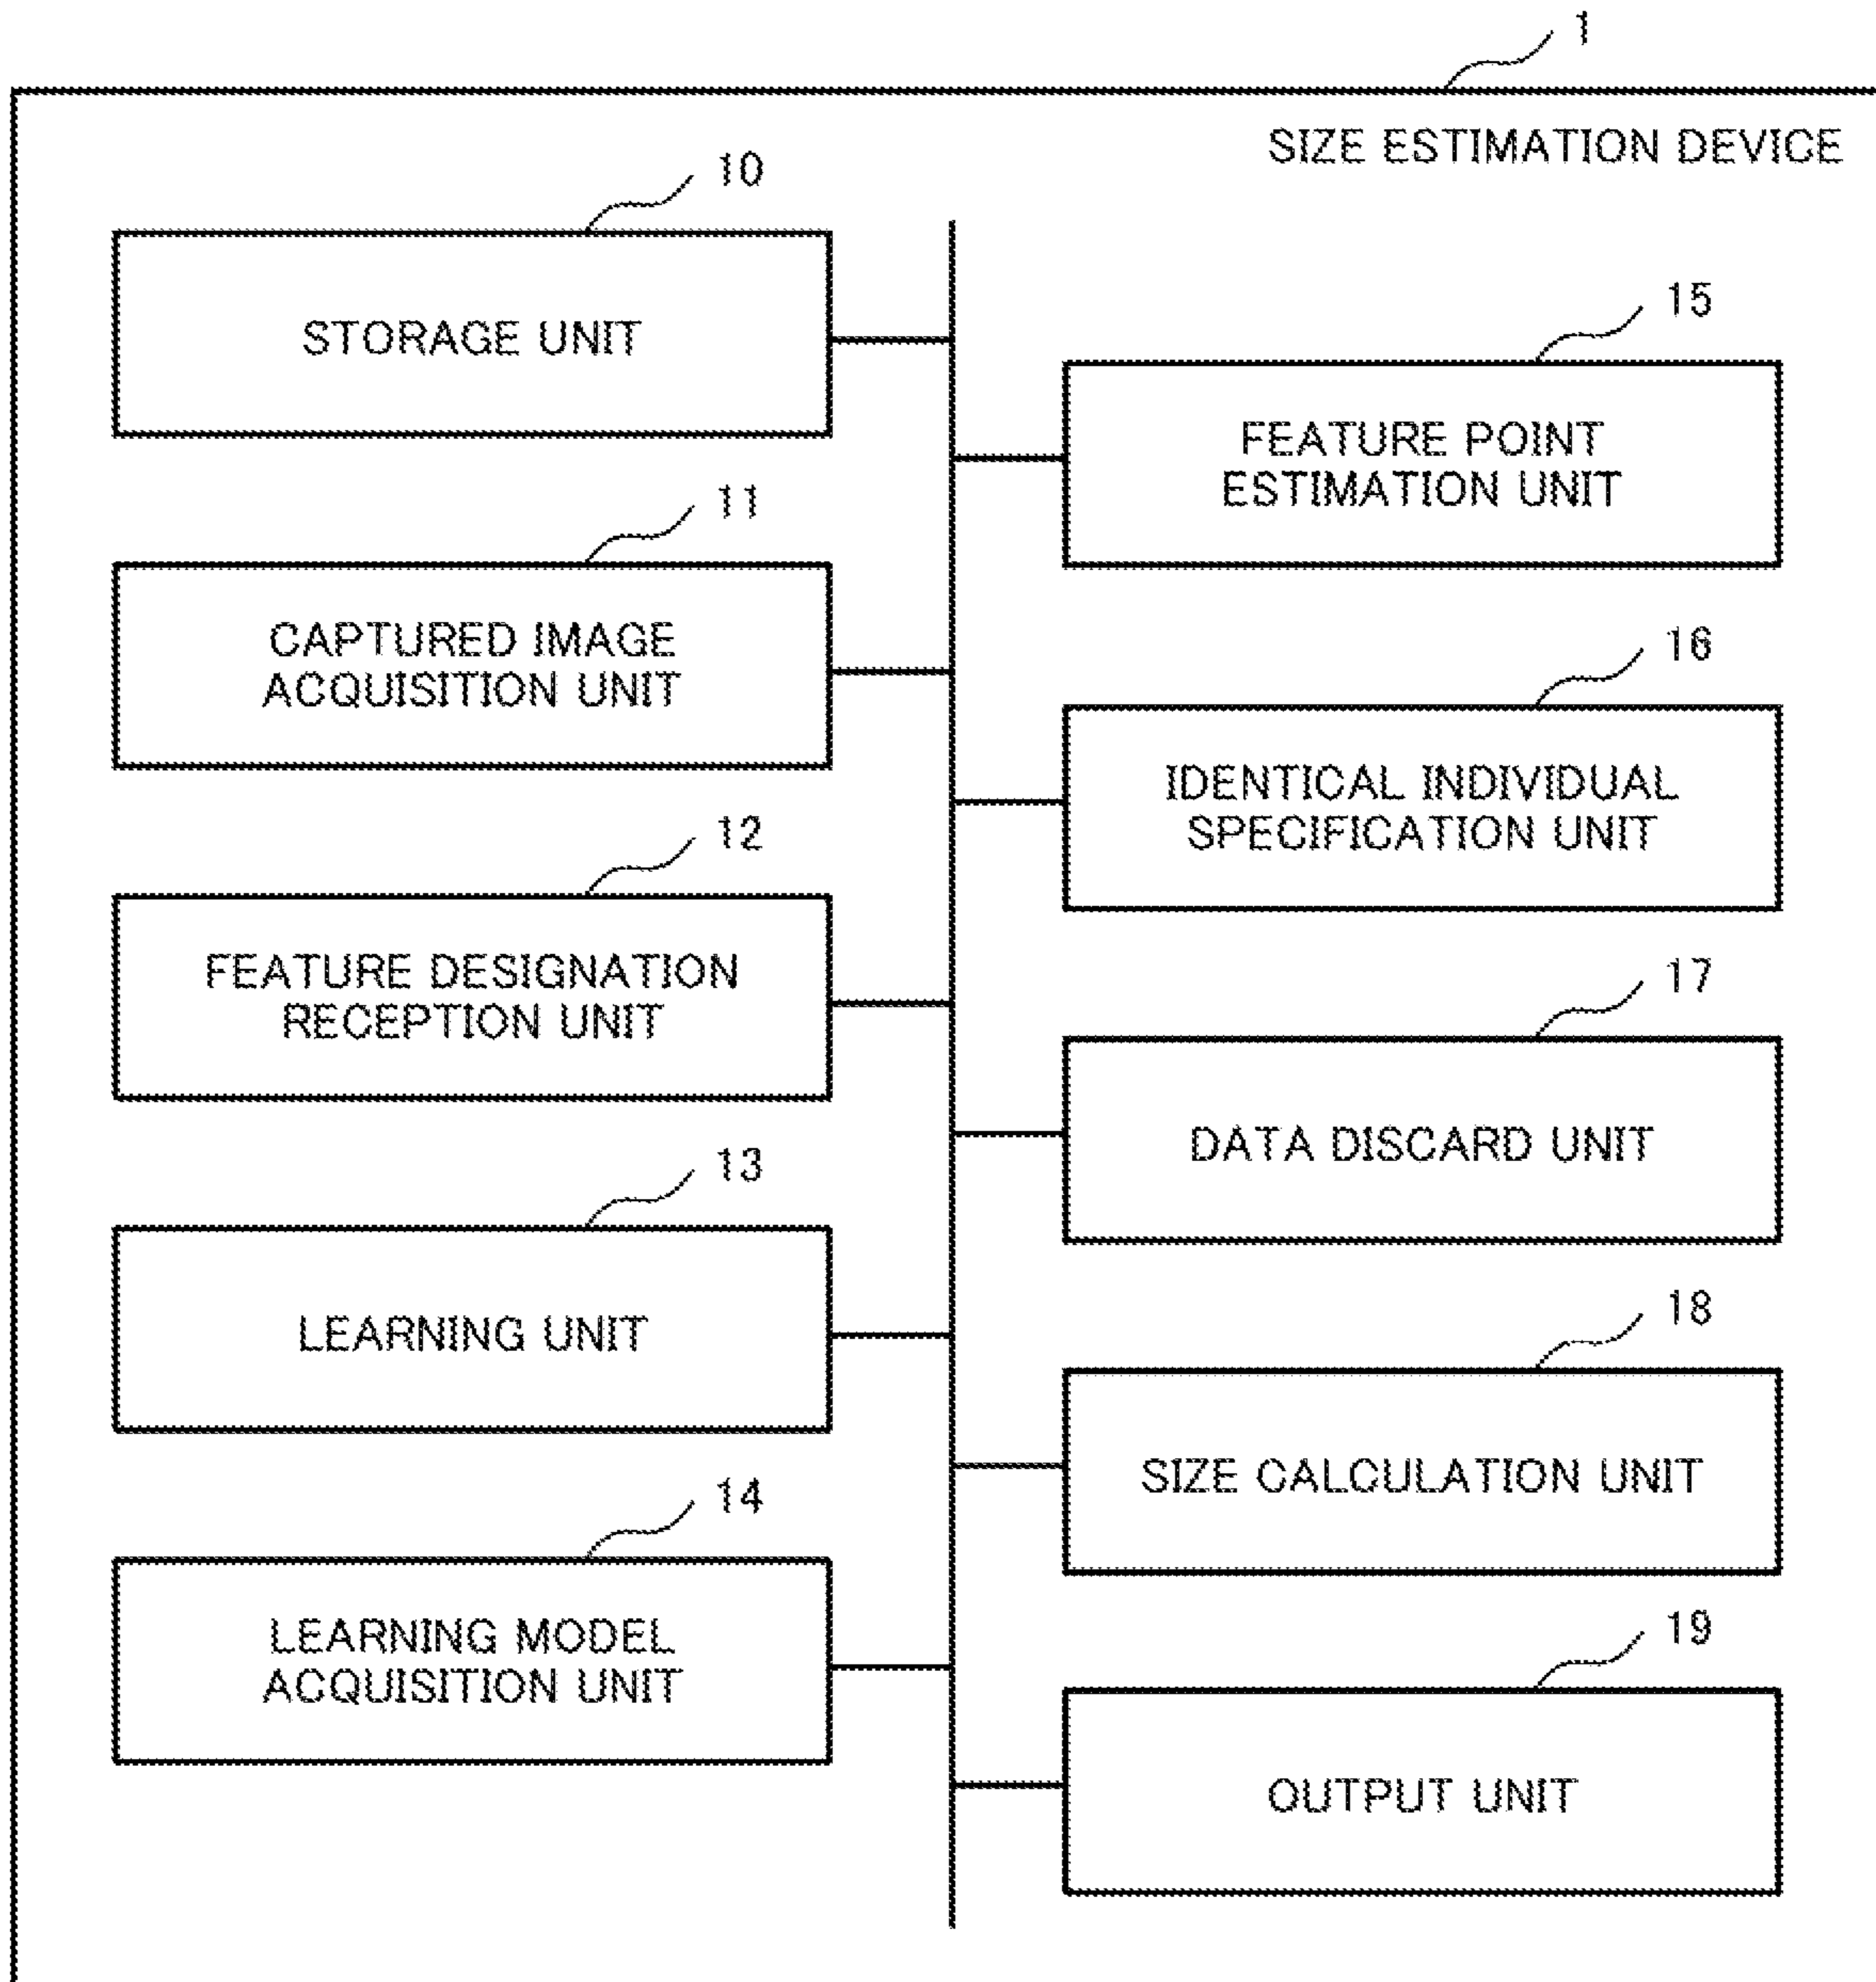 1
SIZE ESTIMATION DEVICE
10
STORAGE UNIT
11
CAPTURED IMAGE
ACQUISITION UNIT
12
FEATURE DESIGNATION
RECEPTION UNIT
13
LEARNING UNIT
14
LEARNING MODEL
ACQUISITION UNIT
15
FEATURE POINT
ESTIMATION UNIT
16
IDENTICAL INDIVIDUAL
SPECIFICATION UNIT
17
DATA DISCARD UNIT
18
SIZE CALCULATION UNIT
19
OUTPUT UNIT